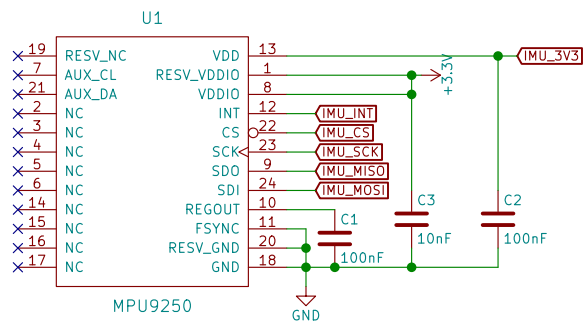 U1
19 RESV_NC VDD 13 IMU_3V3
7 AUX_CL RESV_VDDIO 1 +3.3V
21 AUX_DA VDDIO 8
2 NC INT 12 IMU_INT
3 NC CS 22 IMU_CS
4 NC SCK 23 IMU_SCK
5 NC SDO 9 IMU_MISO
6 NC SDI 24 IMU_MOSI
14 NC REGOUT 10 C1 C3 C2
15 NC FSYNC 11 10nF 100nF
16 NC RESV_GND 20 100nF
17 NC GND 18
MPU9250
GND